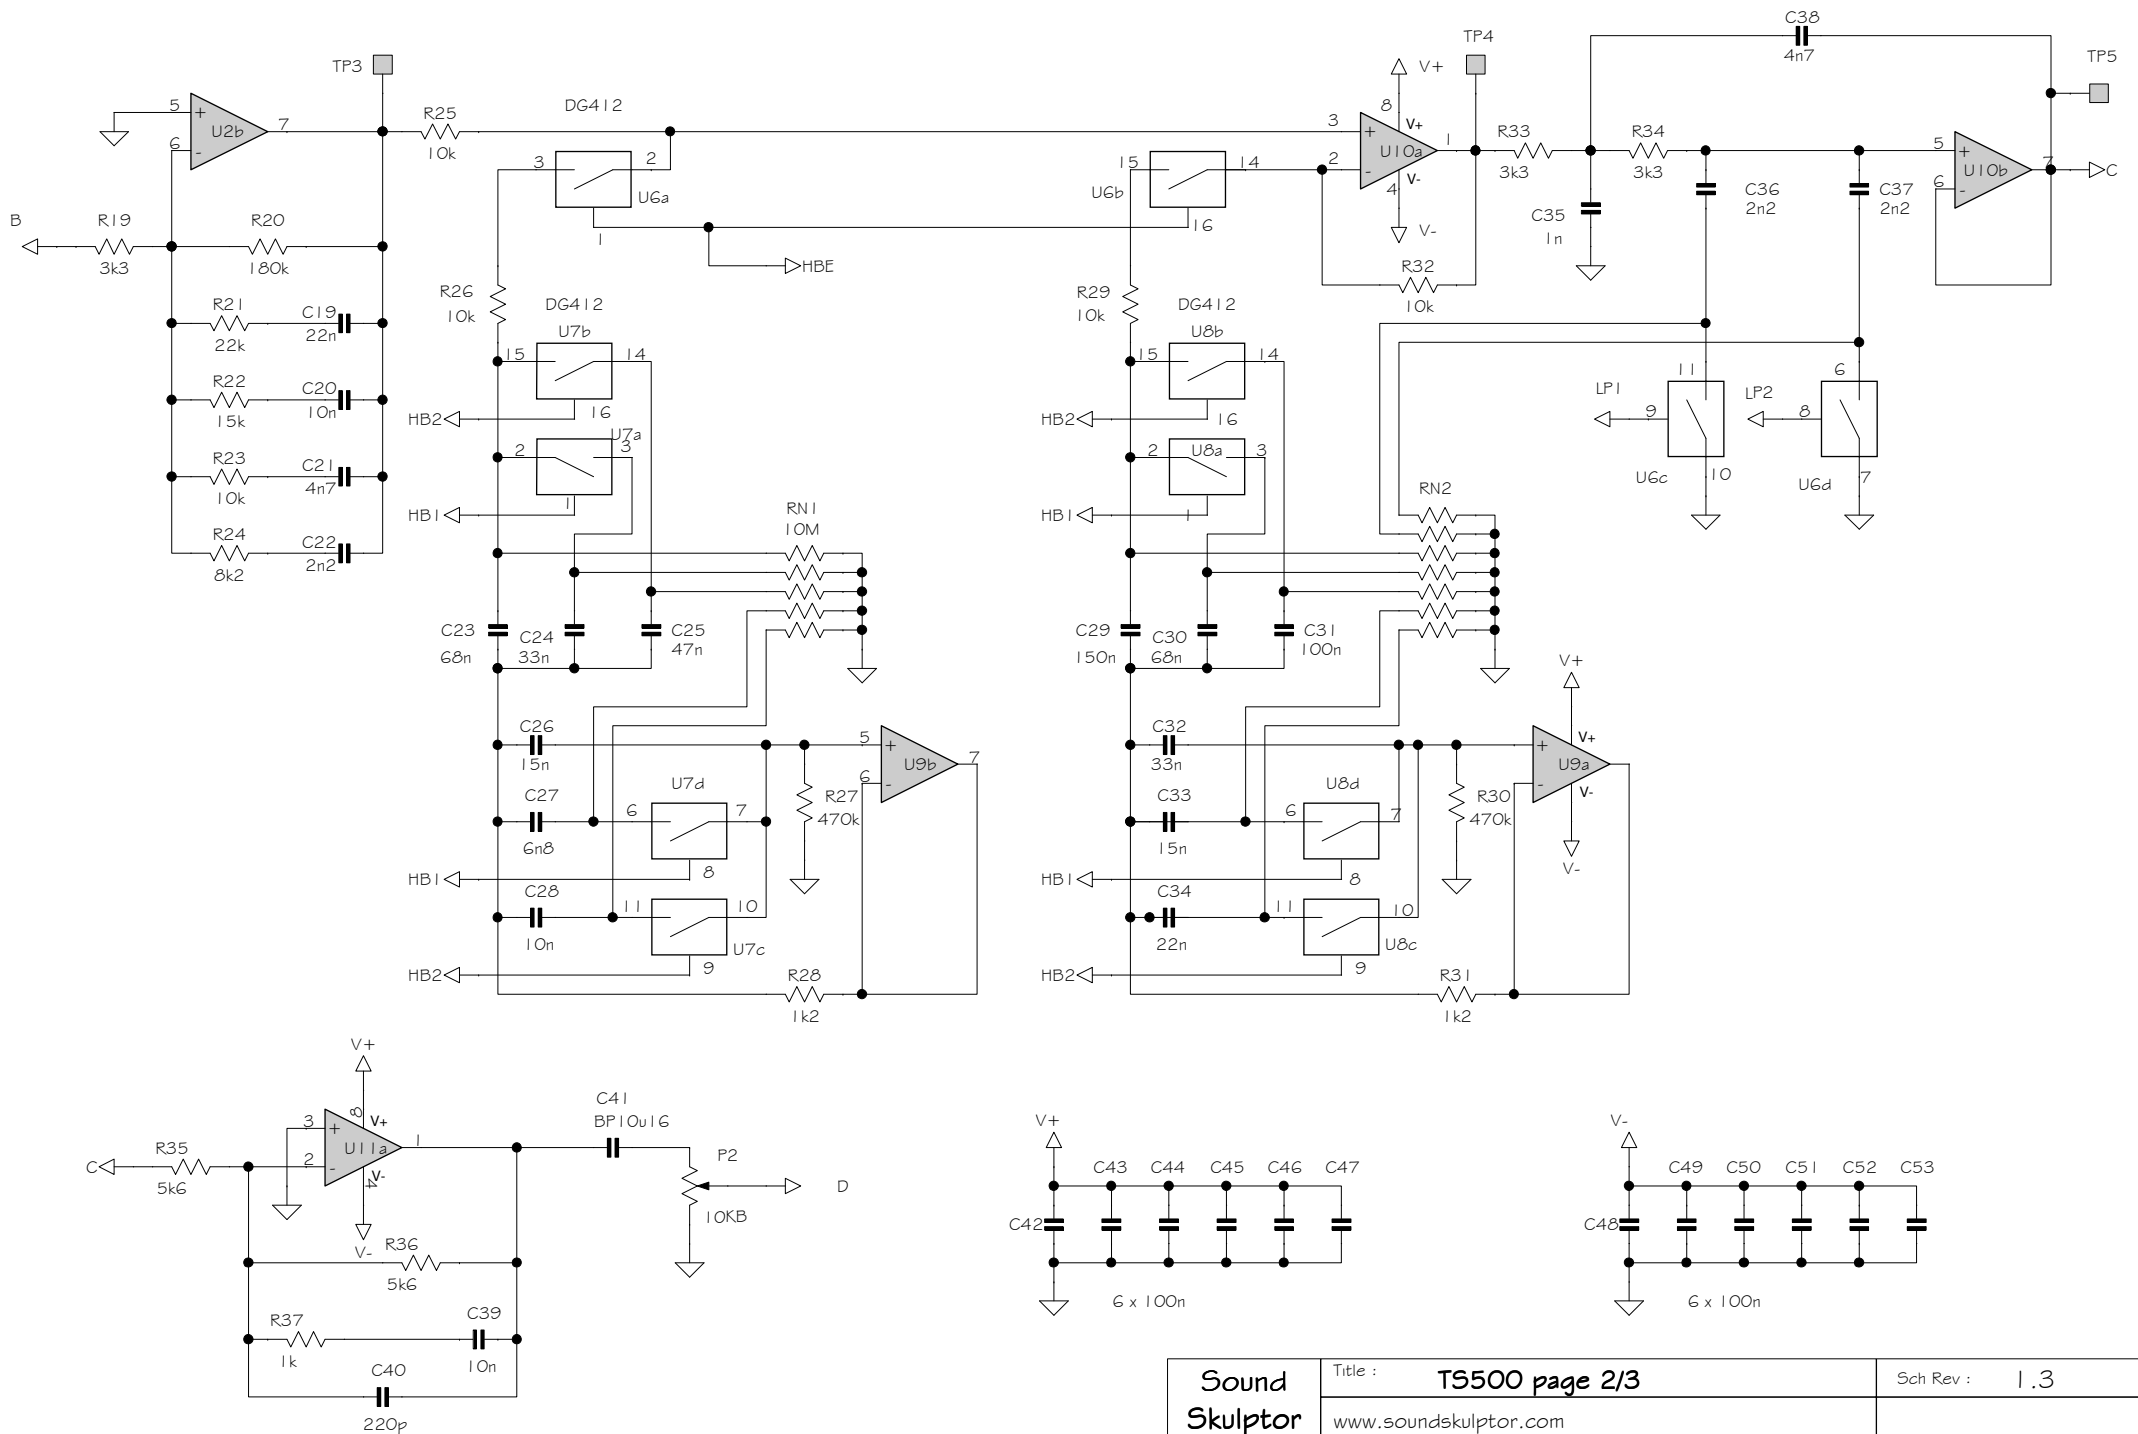 C38
4n7
TP3
TP4
TP5
V+
5
+
U2b
7
6
-
R25
10k
DG412
3
2
U6a
1
15
14
U6b
16
HBE
3
+
8
V+
U10a
1
2
-
V-
4
V-
R32
10k
R33
3k3
R34
3k3
C35
1n
C36
2n2
C37
2n2
5
+
U10b
7
6
-
C
B
R19
3k3
R20
180k
R21
22k
C19
22n
R22
15k
C20
10n
R23
10k
C21
4n7
R24
8k2
C22
2n2
R26
10k
DG412
U7b
15
14
16
HB2
U7a
2
3
1
HB1
RN1
10M
R29
10k
DG412
U8b
15
14
16
HB2
U8a
2
3
1
HB1
RN2
LP1
9
11
10
U6c
LP2
8
6
7
U6d
C23
68n
C24
33n
C25
47n
C29
150n
C30
68n
C31
100n
C26
15n
C27
6n8
U7d
6
7
8
HB1
C28
10n
11
10
U7c
9
HB2
R27
470k
5
+
U9b
7
6
-
R28
1k2
C32
33n
C33
15n
U8d
6
7
8
HB1
C34
22n
11
10
U8c
9
HB2
R30
470k
V+
+
V+
U9a
-
V-
V-
R31
1k2
V+
8
V+
3
+
U11a
1
2
-
V-
4
V-
C
R35
5k6
R36
5k6
R37
1k
C39
10n
C40
220p
C41
BP10u16
P2
10KB
D
V+
C42
C43
C44
C45
C46
C47
6 x 100n
V-
C48
C49
C50
C51
C52
C53
6 x 100n
Sound
Skulptor
Title :
TS500 page 2/3
Sch Rev :
1.3
www.soundskulptor.com